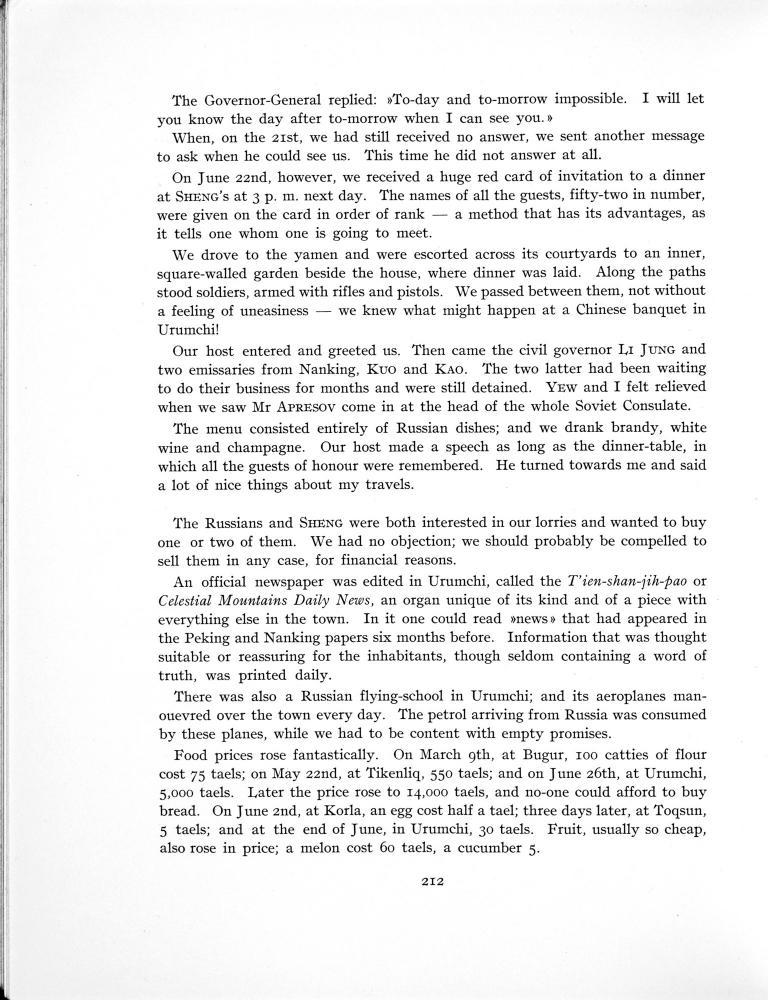 The Governor-General replied: »To-day and to-morrow impossible. I will let
you know the day after to-morrow when I can see you.»
When, on the 21st, we had still received no answer, we sent another message
to ask when he could see us. This time he did not answer at all.
On June 22nd, however, we received a huge red card of invitation to a dinner
at SHENG's at 3 p. m. next day. The names of all the guests, fifty-two in number,
were given on the card in order of rank — a method that has its advantages, as
it tells one whom one is going to meet.
We drove to the yamen and were escorted across its courtyards to an inner,
square-walled garden beside the house, where dinner was laid. Along the paths
stood soldiers, armed with rifles and pistols. We passed between them, not without
a feeling of uneasiness — we knew what might happen at a Chinese banquet in
Urumchi!
Our host entered and greeted us. Then came the civil governor LI JUNG and
two emissaries from Nanking, KUO and KAO. The two latter had been waiting
to do their business for months and were still detained. YEW and I felt relieved
when we saw Mr APRESOV come in at the head of the whole Soviet Consulate.
The menu consisted entirely of Russian dishes; and we drank brandy, white
wine and champagne. Our host made a speech as long as the dinner-table, in
which all the guests of honour were remembered. He turned towards me and said
a lot of nice things about my travels.
The Russians and SHENG were both interested in our lorries and wanted to buy
one or two of them. We had no objection; we should probably be compelled to
sell them in any case, for financial reasons.
An official newspaper was edited in Urumchi, called the T'ien-shan-jih-pao or
Celestial Mountains Daily News, an organ unique of its kind and of a piece with
everything else in the town. In it one could read »news» that had appeared in
the Peking and Nanking papers six months before. Information that was thought
suitable or reassuring for the inhabitants, though seldom containing a word of
truth, was printed daily.
There was also a Russian flying-school in Urumchi; and its aeroplanes man-
ouevred over the town every day. The petrol arriving from Russia was consumed
by these planes, while we had to be content with empty promises.
Food prices rose fantastically. On March 9th, at Bugur, 100 catties of flour
cost 75 taels; on May 22nd, at Tikenliq, 550 taels; and on June 26th, at Urumchi,
5,000 taels. Later the price rose to 14,000 taels, and no-one could afford to buy
bread. On June 2nd, at Korla, an egg cost half a tael; three days later, at Toqsun,
5 taels; and at the end of June, in Urumchi, 30 taels. Fruit, usually so cheap,
also rose in price; a melon cost 60 taels, a cucumber 5.
212